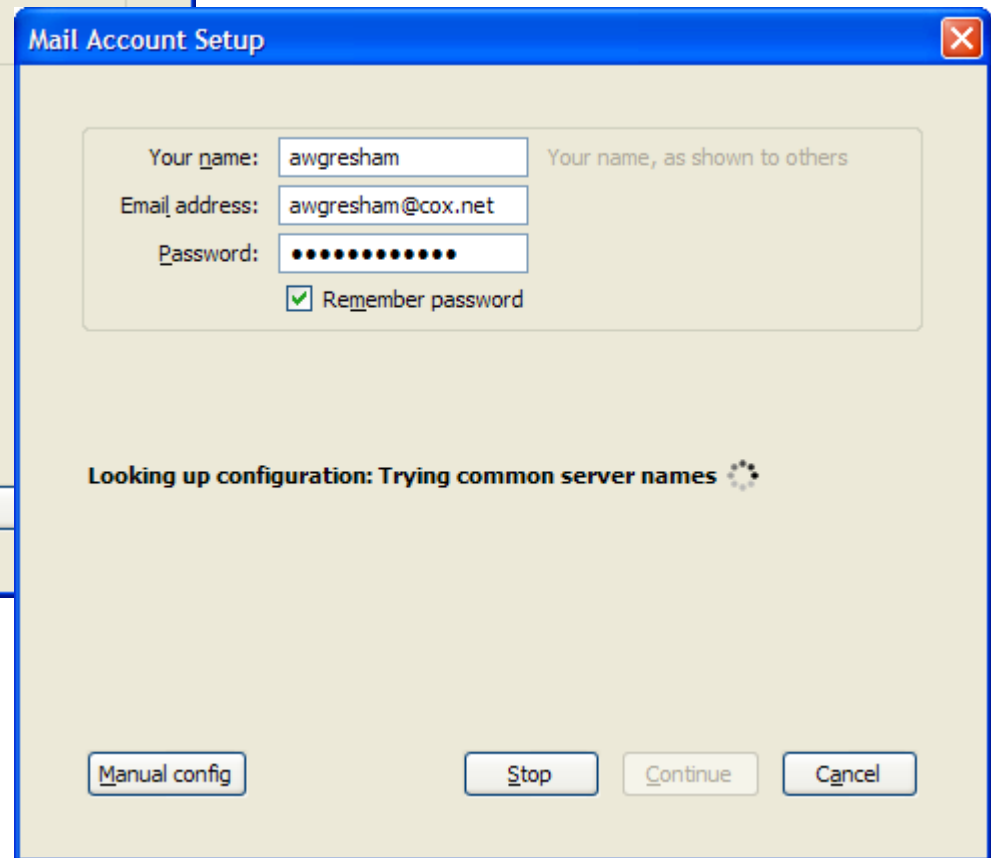 Mail Account Setup
Your name: awgresham Your name, as shown to others
Email address: awgresham@cox.net
Password: ••••••••••••
Remember password
Looking up configuration: Trying common server names
Manual config Stop Continue Cancel